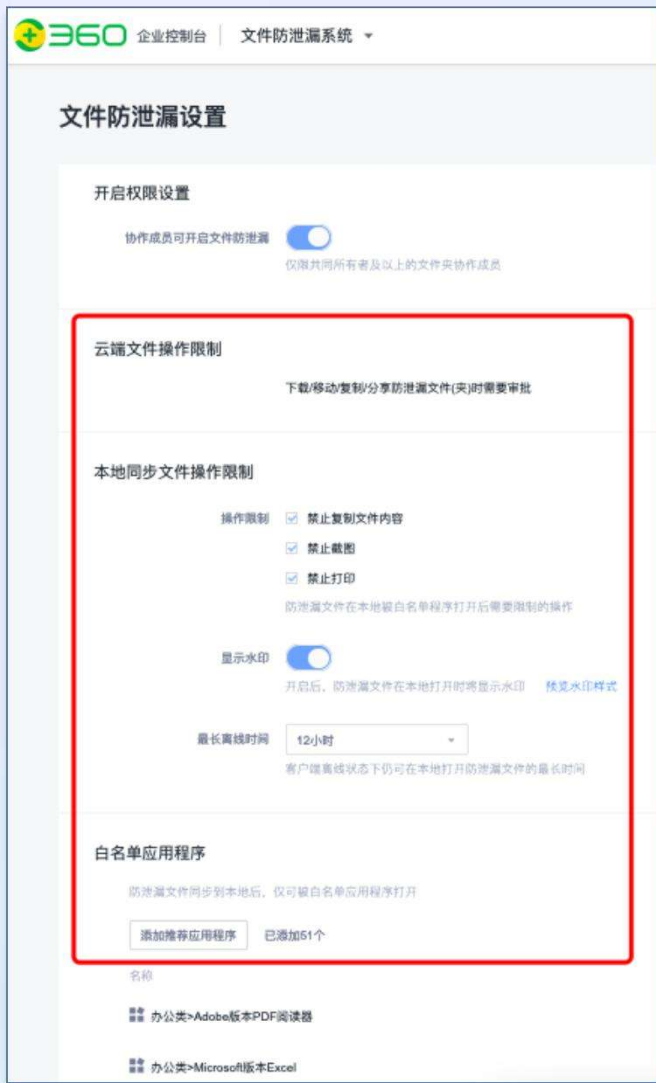 360 企业控制台 文件防泄漏系统
文件防泄漏设置
开启权限设置
协作成员可开启文件防泄漏
仅限共同所有者及以上的文件夹协作成员
云端文件操作限制
下载/移动/复制/分享防泄漏文件(夹)时需要审批
本地同步文件操作限制
操作限制 禁止复制文件内容
禁止截图
禁止打印
防泄漏文件在本地被白名单程序打开后需要限制的操作
显示水印
开启后，防泄漏文件在本地打开时将显示水印 预览水印样式
最长离线时间 12小时
客户端离线状态下仍可在本地打开防泄漏文件的最长时间
白名单应用程序
防泄漏文件同步到本地后，仅可被白名单应用程序打开
添加推荐应用程序 已添加51个
名称
办公类>Adobe版本PDF阅读器
办公类>Microsoft版本Excel